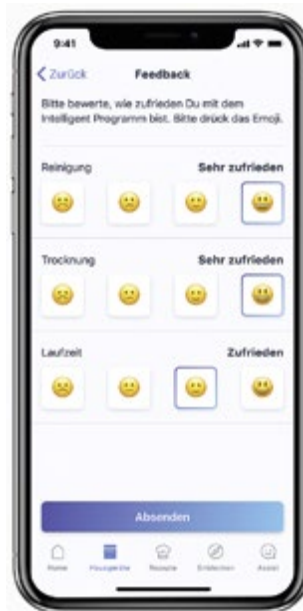 9:41
Zurück
Feedback
Bitte bewerte, wie zufrieden Du mit dem
Intelligent Programm bist. Bitte drück das Emoji.
Reinigung
Sehr zufrieden
Trocknung
Sehr zufrieden
Laufzeit
Zufrieden
Absenden
Home
Hausgeräte
Rezepte
Entdecken
Assist